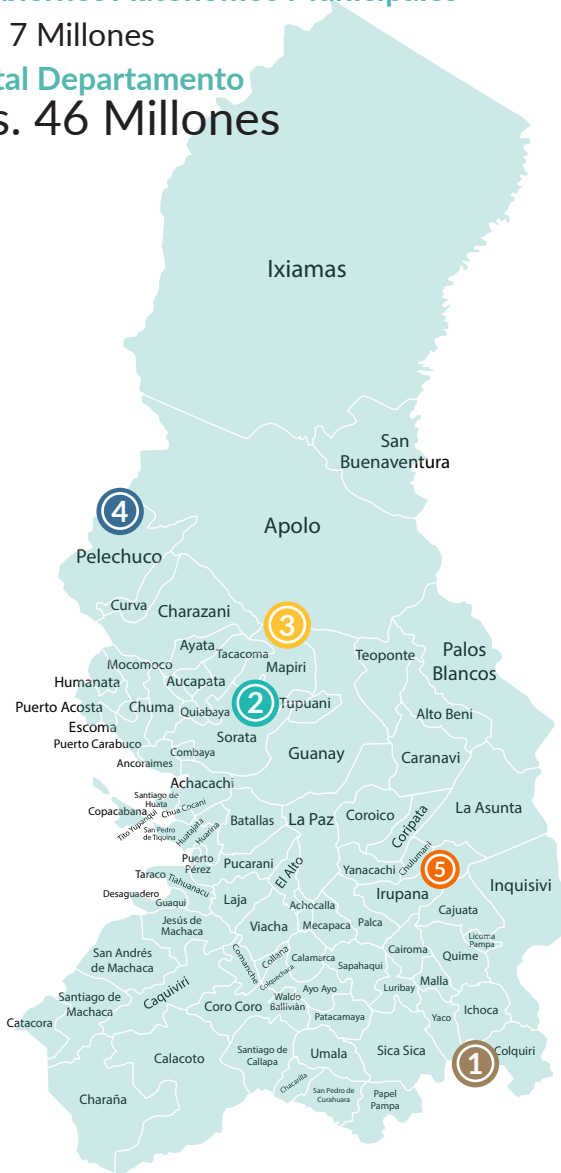 7 Millones
Departamento
46 Millones
Ixiamas
San
Buenaventura
4
Apolo
Pelechuco
Curva
Charazani
3
Ayata
Tacacoma
Teoponte
Palos
Blancos
Mocomoco
Mapiri
Humanata
Aucapata
2
Tupuani
Puerto Acosta
Chuma
Quiabaya
Alto Beni
Escoma
Sorata
Puerto Carabuco
Combaya
Guanay
Caranavi
Ancoraimes
Achacachi
Santiago de
Huata
Chua Cocani
Copacabana
Tito Yupanqui
San Pedro
de Tiquina
Huatajata
Huarina
Batallas
La Paz
Coroico
Coripata
La Asunta
Puerto
Pérez
Pucarani
El Alto
Yanacachi
Chulumani
5
Inquisivi
Taraco
Tiahuanacu
Desaguadero
Guaqui
Laja
Achocalla
Irupana
Cajuata
Jesús de
Machaca
Viacha
Mecapaca
Palca
Licoma
Pampa
San Andrés
de Machaca
Comanche
Collana
Colquechaca
Calamarca
Sapahaqui
Cairoma
Quime
Santiago de
Machaca
Caquiviri
Coro Coro
Waldo
Ballivián
Ayo Ayo
Luribay
Malla
Catacora
Patacamaya
Yaco
Ichoca
Calacoto
Santiago de
Callapa
Umala
Sica Sica
1
Colquiri
Charaña
Chacarilla
San Pedro de
Curahuara
Papel
Pampa